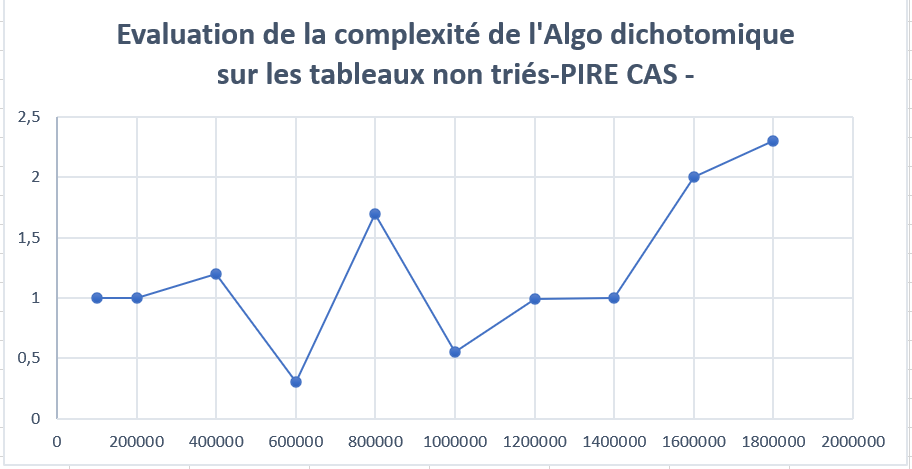 Evaluation de la complexité de l'Algo dichotomique
sur les tableaux non triés-PIRE CAS -
2,5
2
1,5
1
0,5
0
0 200000 400000 600000 800000 1000000 1200000 1400000 1600000 1800000 2000000